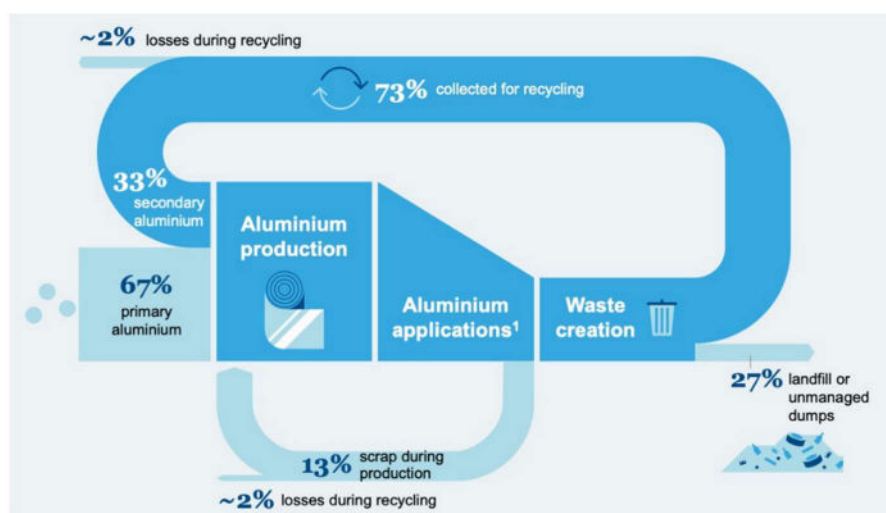 ~2% losses during recycling
73% collected for recycling
33%
secondary
aluminium
Aluminium
production
67%
primary
aluminium
Aluminium
applications¹
Waste
creation
27% landfill or
unmanaged
dumps
13% scrap during
production
~2% losses during recycling